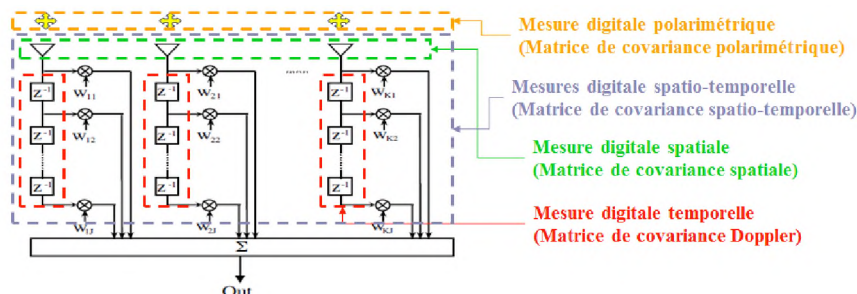 Mesure digitale polarimétrique
(Matrice de covariance polarimétrique)
Mesures digitale spatio-temporelle
(Matrice de covariance spatio-temporelle)
Mesure digitale spatiale
(Matrice de covariance spatiale)
Mesure digitale temporelle
(Matrice de covariance Doppler)
W11 W21 WK1
Z-1 Z-1 Z-1
W12 W22 WK2
Z-1 Z-1 Z-1
Z-1 Z-1 Z-1
W1J W2J WKJ
Σ
Out